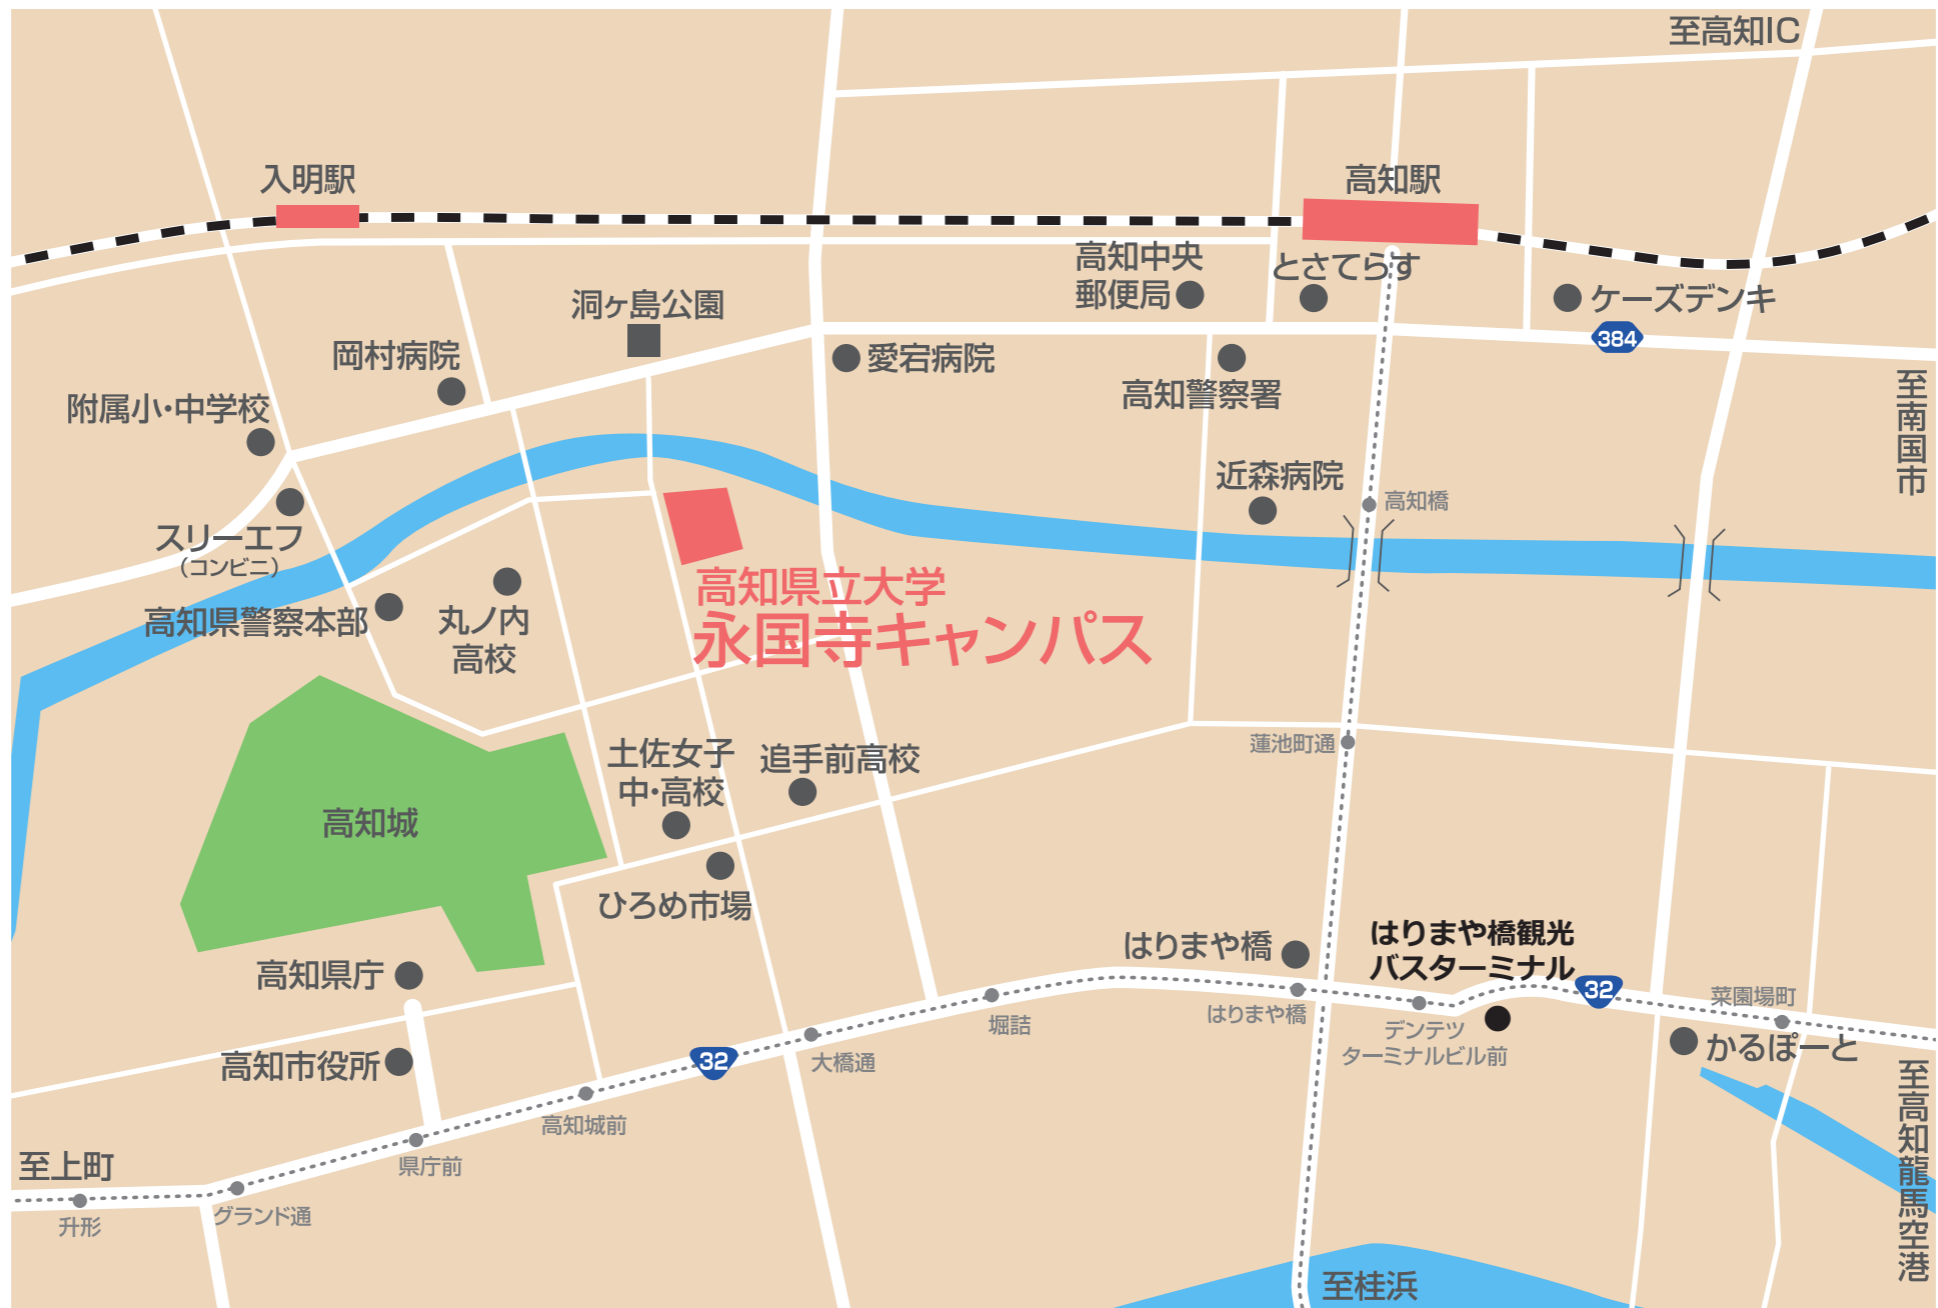 至高知IC
入明駅
高知駅
高知中央
郵便局
とさてらす
ケーズデンキ
384
洞ヶ島公園
岡村病院
愛宕病院
高知警察署
附属小・中学校
至南国市
近森病院
高知橋
スリーエフ
（コンビニ）
高知県立大学
永国寺キャンパス
高知県警察本部
丸ノ内
高校
土佐女子
中・高校
追手前高校
蓮池町通
高知城
ひろめ市場
はりまや橋
はりまや橋観光
バスターミナル
32
高知県庁
菜園場町
はりまや橋
堀詰
デンテツ
ターミナルビル前
かるぽーと
高知市役所
32
大橋通
高知城前
県庁前
至上町
升形
グランド通
至高知龍馬空港
至桂浜